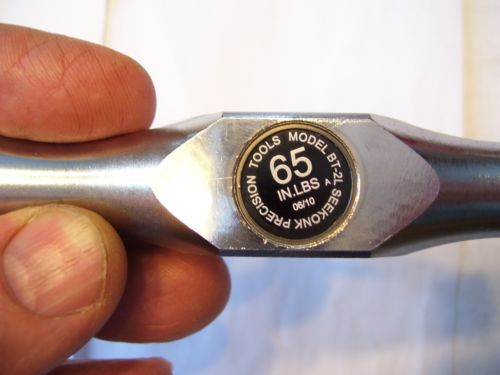 SEEKONK PRECISION TOOLS MODEL BT-2L
65
IN.LBS
06/10